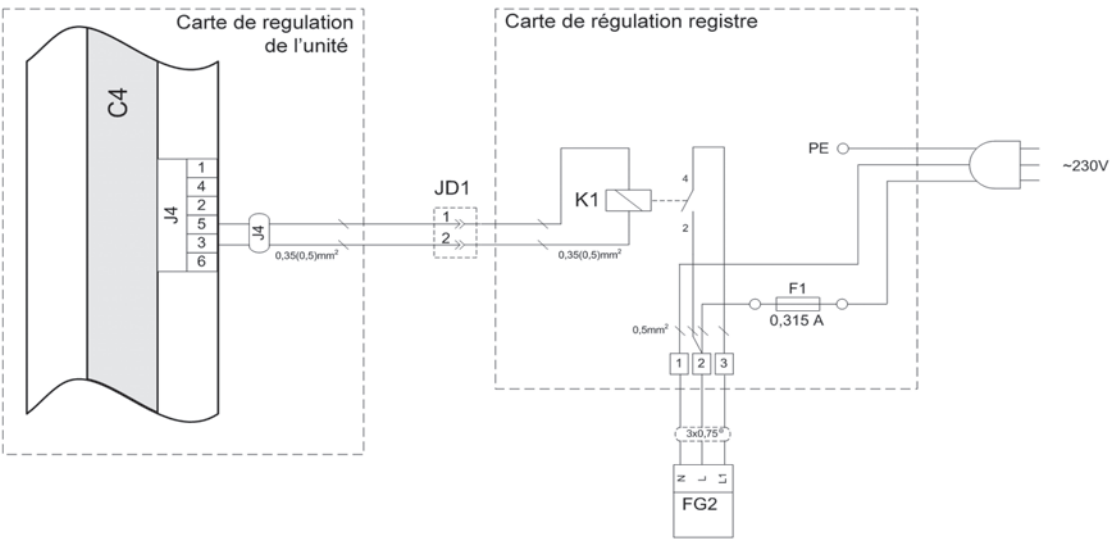 Carte de regulation
de l'unité
Carte de régulation registre
C4
J4
1
4
2
5
3
6
J4
0,35(0,5)mm²
JD1
1
2
0,35(0,5)mm²
K1
4
2
PE
~230V
F1
0,315 A
0,5mm²
1
2
3
3x0,75°
N
L
L1
FG2